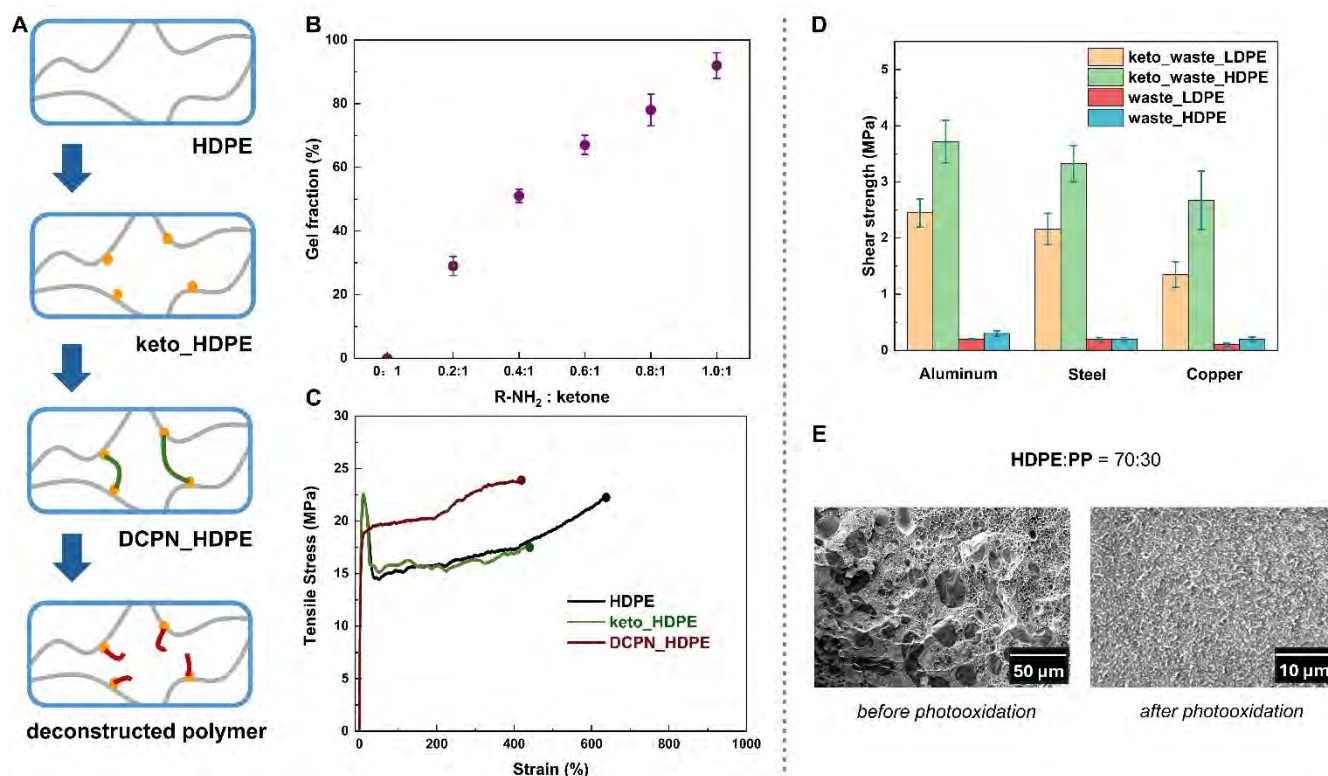 A
HDPE
keto_HDPE
DCPN_HDPE
deconstructed polymer
B
Gel fraction (%)
100
80
60
40
20
0
0: 1
0.2:1
0.4:1
0.6:1
0.8:1
1.0:1
R-NH₂ : ketone
C
Tensile Stress (MPa)
30
25
20
15
10
5
0
HDPE
keto_HDPE
DCPN_HDPE
0
200
400
600
800
1000
Strain (%)
D
Shear strength (MPa)
5
4
3
2
1
0
keto_waste_LDPE
keto_waste_HDPE
waste_LDPE
waste_HDPE
Aluminum
Steel
Copper
E
HDPE:PP = 70:30
50 µm
10 µm
before photooxidation
after photooxidation